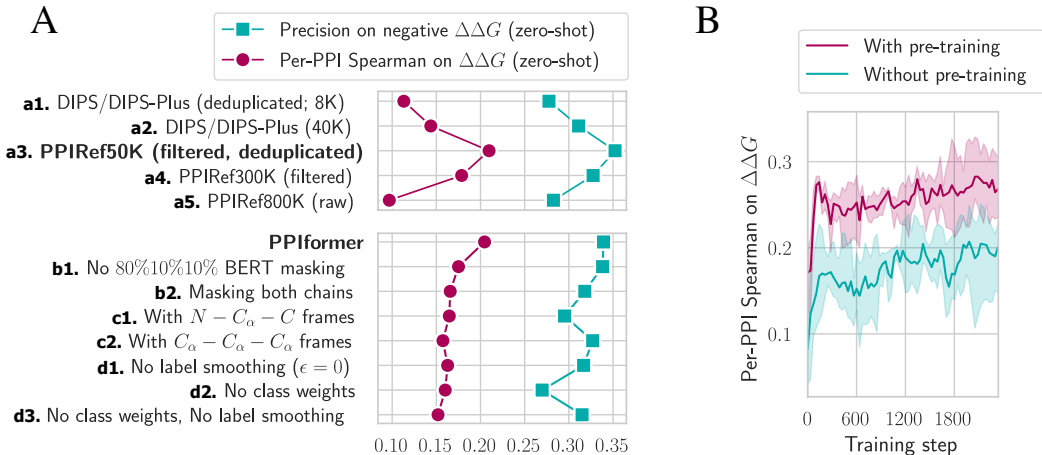 A
Precision on negative ΔΔG (zero-shot)
Per-PPI Spearman on ΔΔG (zero-shot)
a1. DIPS/DIPS-Plus (deduplicated; 8K)
a2. DIPS/DIPS-Plus (40K)
a3. PPIRef50K (filtered, deduplicated)
a4. PPIRef300K (filtered)
a5. PPIRef800K (raw)
PPIformer
b1. No 80%10%10% BERT masking
b2. Masking both chains
c1. With N − Cα − C frames
c2. With Cα − Cα − Cα frames
d1. No label smoothing (ϵ = 0)
d2. No class weights
d3. No class weights, No label smoothing
0.10 0.15 0.20 0.25 0.30 0.35
B
With pre-training
Without pre-training
Per-PPI Spearman on ΔΔG
0.3
0.2
0.1
0 600 1200 1800
Training step